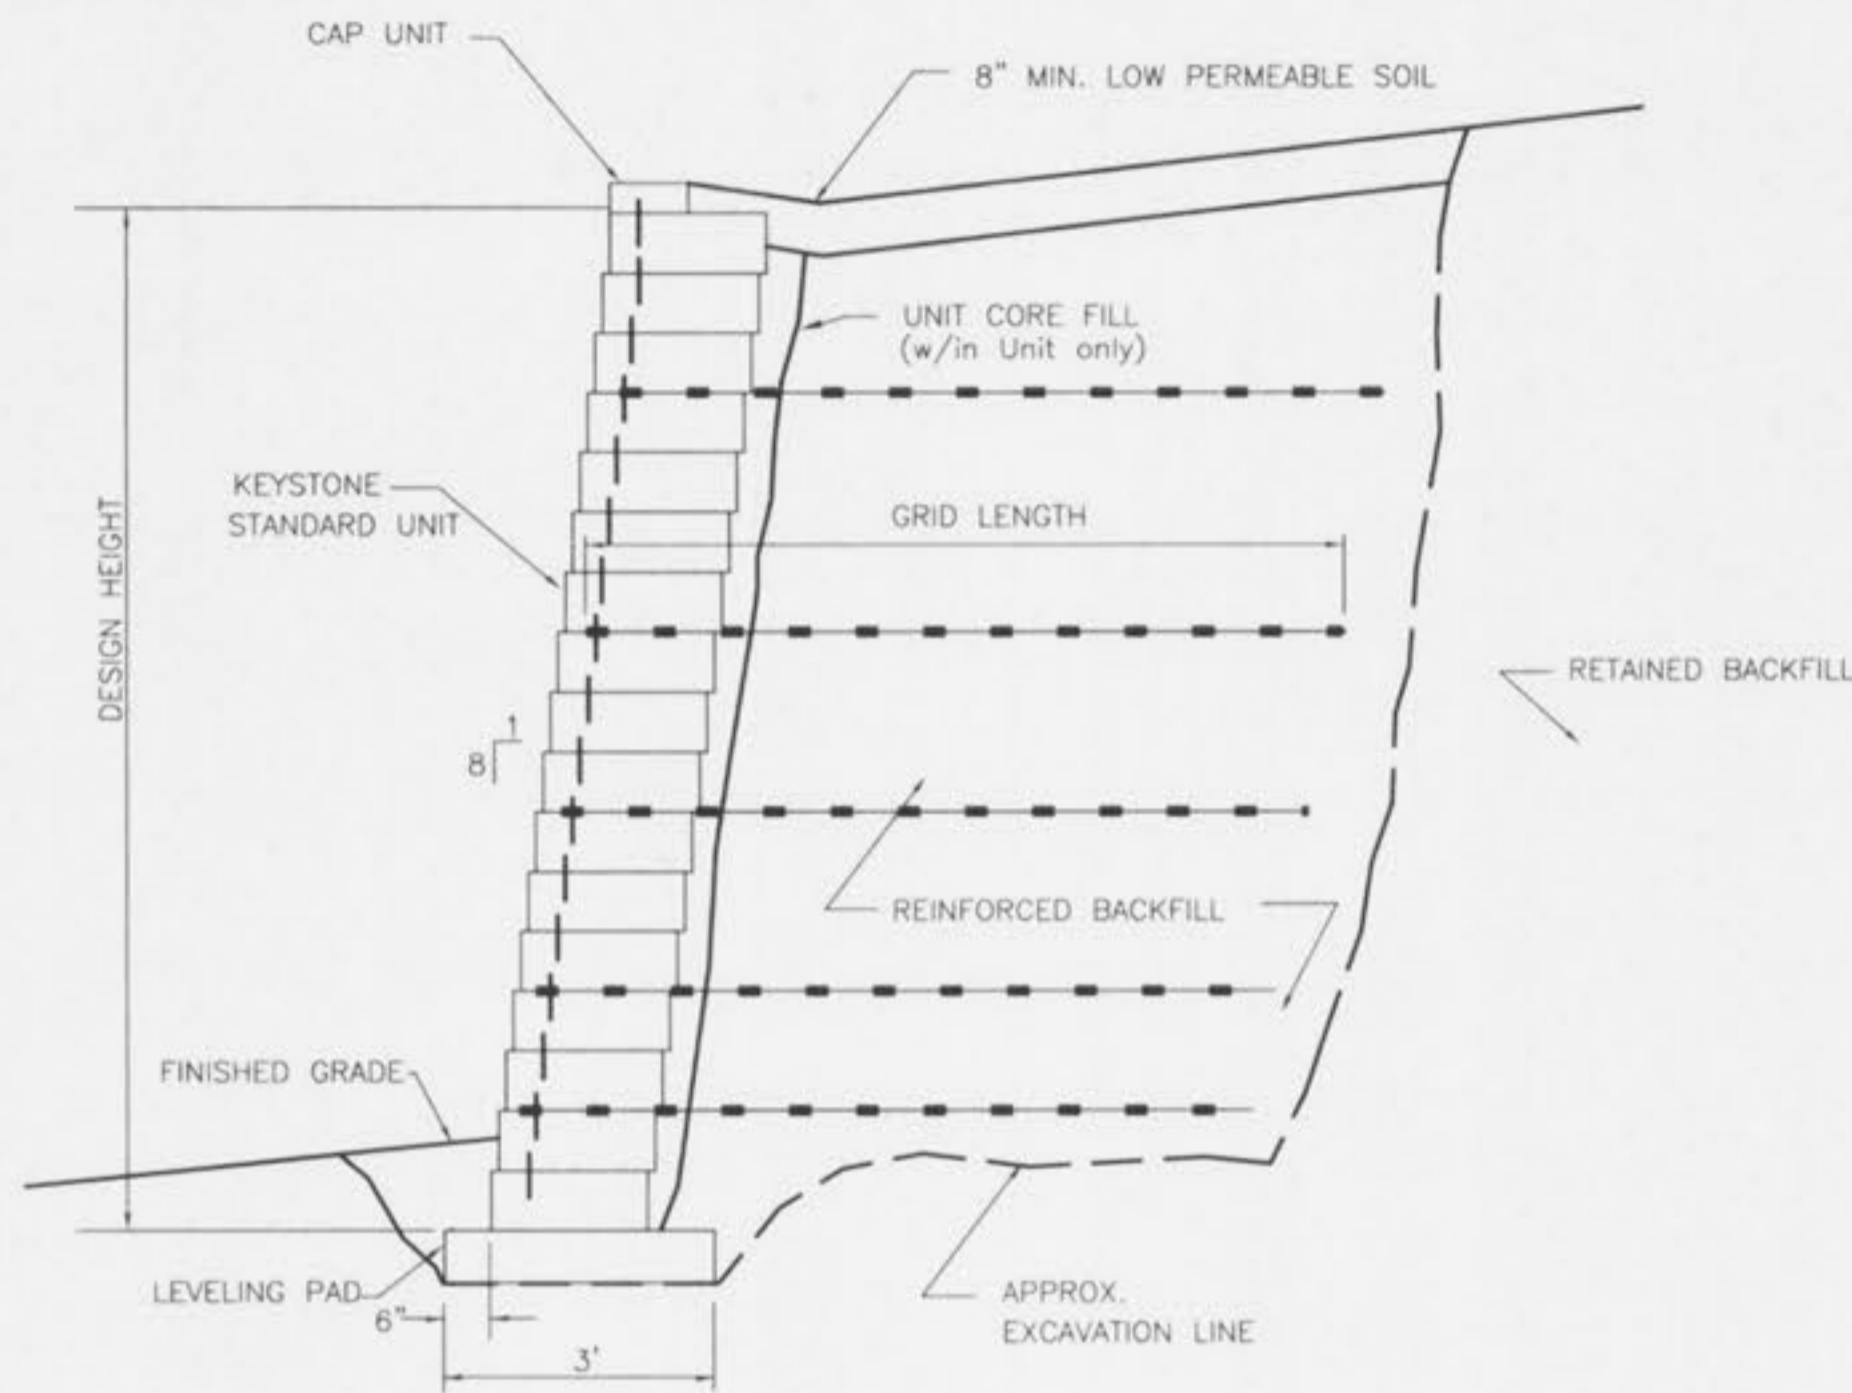 CAP UNIT
8" MIN. LOW PERMEABLE SOIL
UNIT CORE FILL
(w/in Unit only)
KEYSTONE
STANDARD UNIT
GRID LENGTH
DESIGN HEIGHT
RETAINED BACKFILL
1
8
REINFORCED BACKFILL
FINISHED GRADE
LEVELING PAD
6"
APPROX.
EXCAVATION LINE
3'